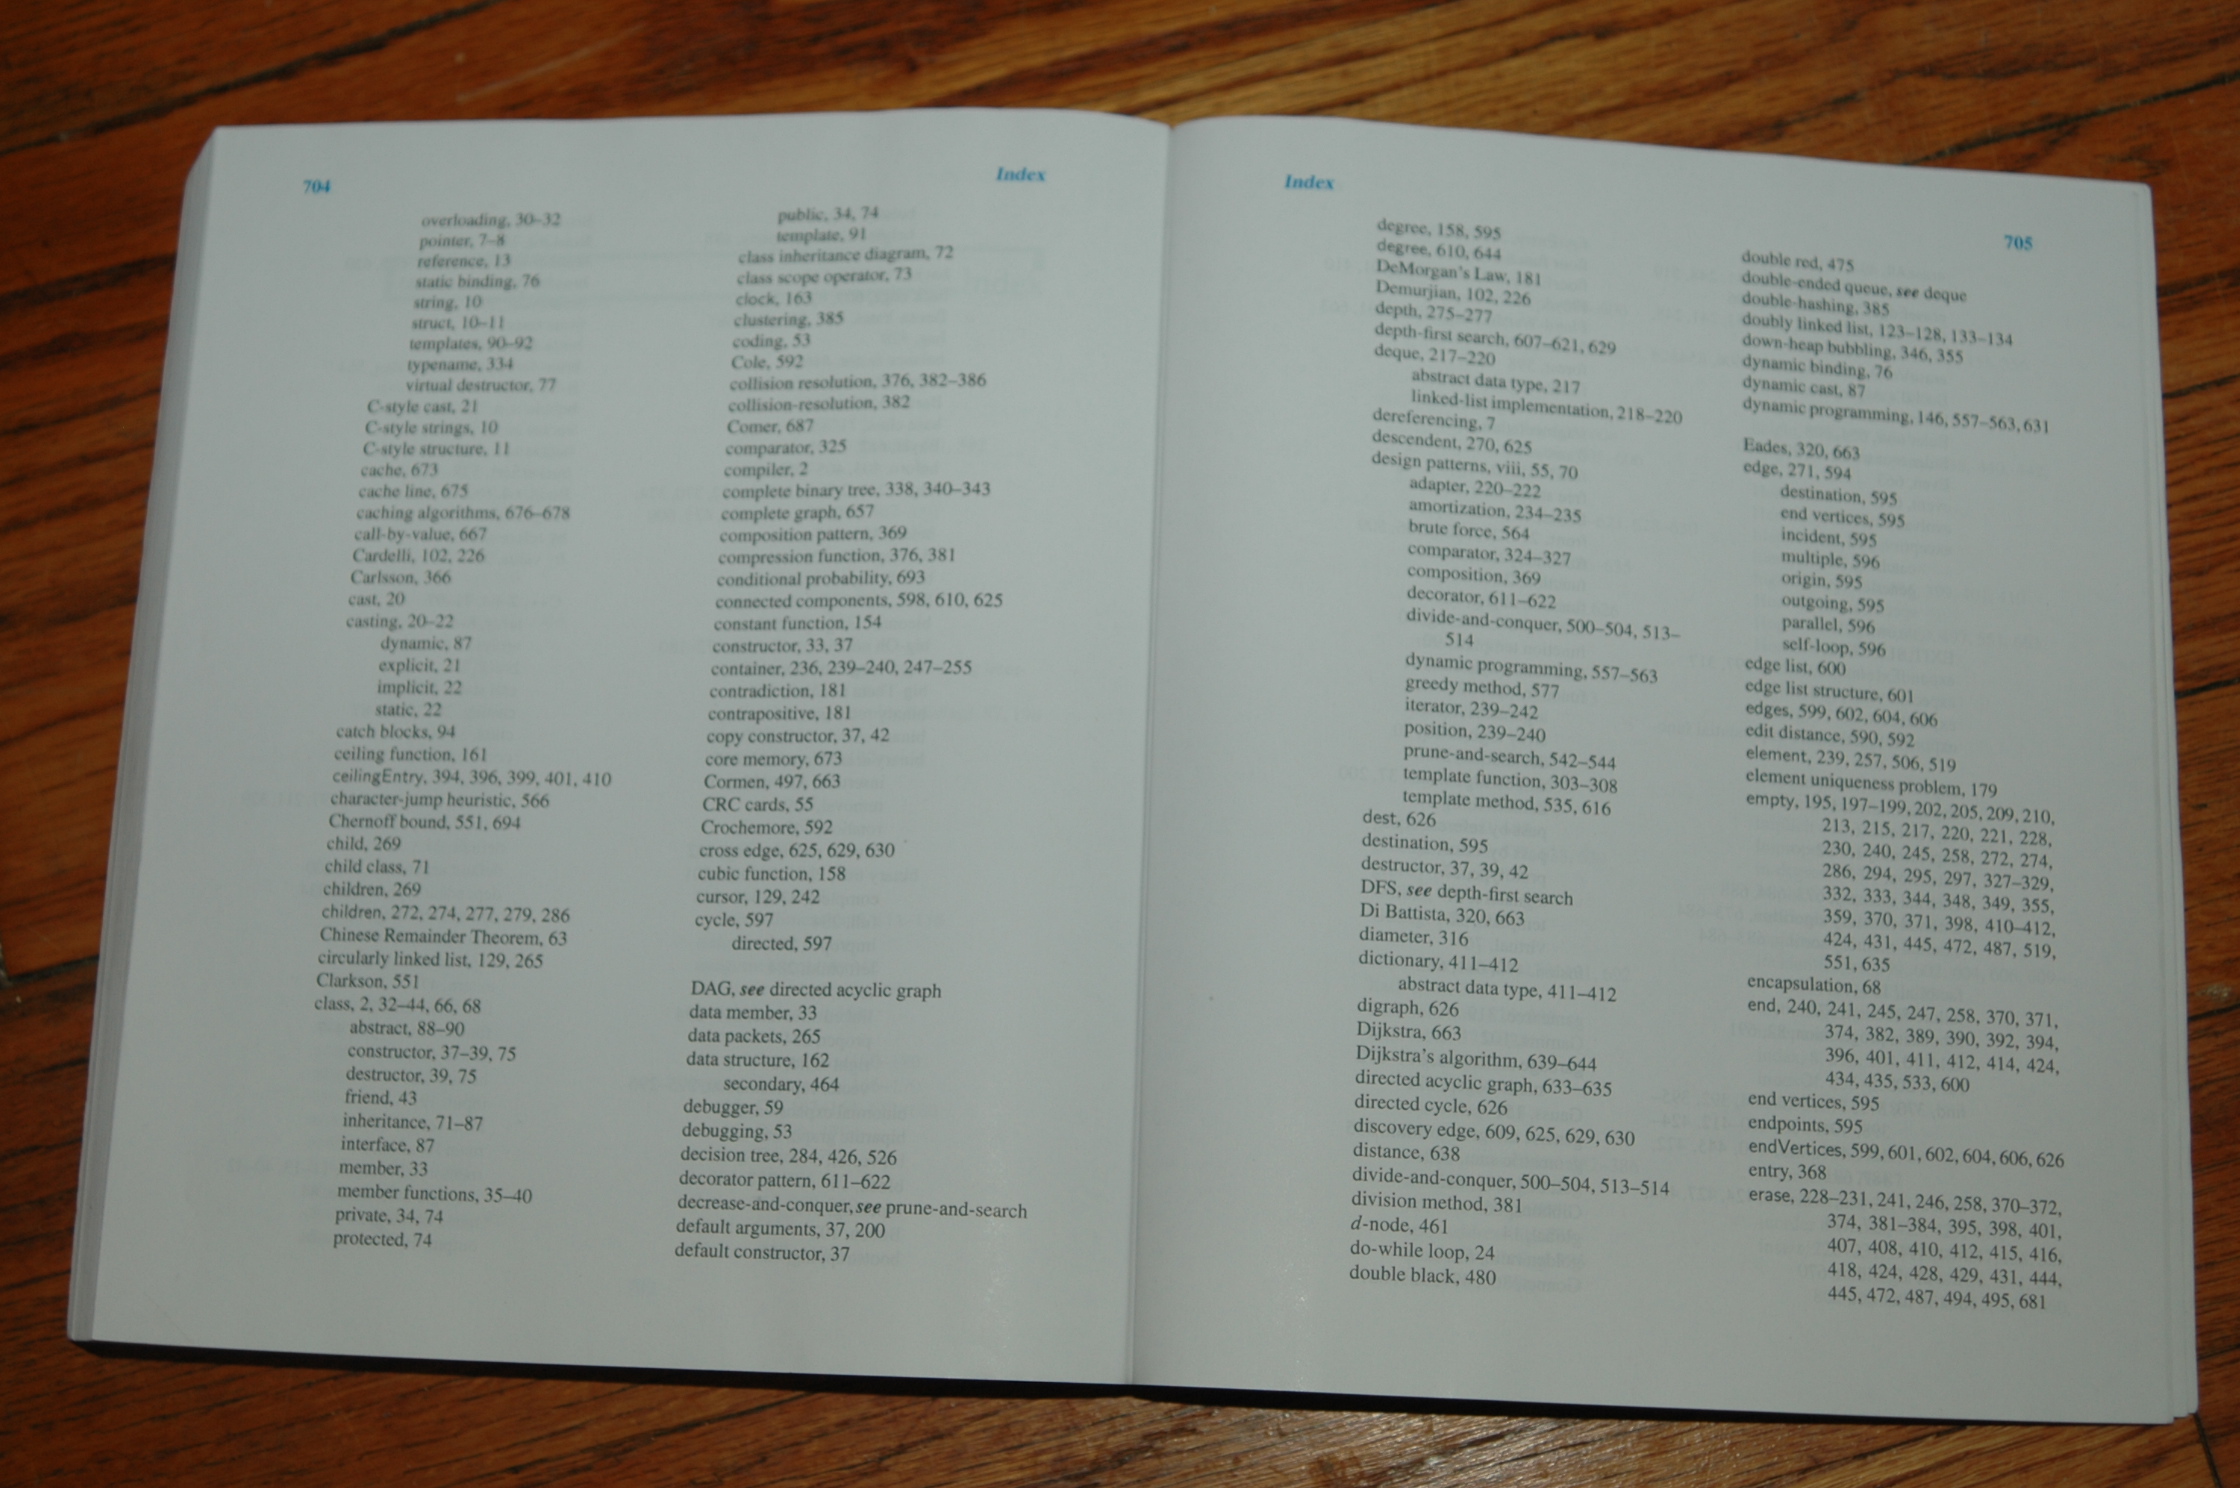 704
Index
overloading, 30–32
pointer, 7–8
reference, 13
static binding, 76
string, 10
struct, 10–11
templates, 90–92
typename, 334
virtual destructor, 77
C-style cast, 21
C-style strings, 10
C-style structure, 11
cache, 673
cache line, 675
caching algorithms, 676–678
call-by-value, 667
Cardelli, 102, 226
Carlsson, 366
cast, 20
casting, 20–22
dynamic, 87
explicit, 21
implicit, 22
static, 22
catch blocks, 94
ceiling function, 161
ceilingEntry, 394, 396, 399, 401, 410
character-jump heuristic, 566
Chernoff bound, 551, 694
child, 269
child class, 71
children, 269
children, 272, 274, 277, 279, 286
Chinese Remainder Theorem, 63
circularly linked list, 129, 265
Clarkson, 551
class, 2, 32–44, 66, 68
abstract, 88–90
constructor, 37–39, 75
destructor, 39, 75
friend, 43
inheritance, 71–87
interface, 87
member, 33
member functions, 35–40
private, 34, 74
protected, 74
public, 34, 74
template, 91
class inheritance diagram, 72
class scope operator, 73
clock, 163
clustering, 385
coding, 53
Cole, 592
collision resolution, 376, 382–386
collision-resolution, 382
Comer, 687
comparator, 325
compiler, 2
complete binary tree, 338, 340–343
complete graph, 657
composition pattern, 369
compression function, 376, 381
conditional probability, 693
connected components, 598, 610, 625
constant function, 154
constructor, 33, 37
container, 236, 239–240, 247–255
contradiction, 181
contrapositive, 181
copy constructor, 37, 42
core memory, 673
Cormen, 497, 663
CRC cards, 55
Crochemore, 592
cross edge, 625, 629, 630
cubic function, 158
cursor, 129, 242
cycle, 597
directed, 597
DAG, see directed acyclic graph
data member, 33
data packets, 265
data structure, 162
secondary, 464
debugger, 59
debugging, 53
decision tree, 284, 426, 526
decorator pattern, 611–622
decrease-and-conquer, see prune-and-search
default arguments, 37, 200
default constructor, 37
Index
705
degree, 158, 595
degree, 610, 644
DeMorgan's Law, 181
Demurjian, 102, 226
depth, 275–277
depth-first search, 607–621, 629
deque, 217–220
abstract data type, 217
linked-list implementation, 218–220
dereferencing, 7
descendent, 270, 625
design patterns, viii, 55, 70
adapter, 220–222
amortization, 234–235
brute force, 564
comparator, 324–327
composition, 369
decorator, 611–622
divide-and-conquer, 500–504, 513–
514
dynamic programming, 557–563
greedy method, 577
iterator, 239–242
position, 239–240
prune-and-search, 542–544
template function, 303–308
template method, 535, 616
dest, 626
destination, 595
destructor, 37, 39, 42
DFS, see depth-first search
Di Battista, 320, 663
diameter, 316
dictionary, 411–412
abstract data type, 411–412
digraph, 626
Dijkstra, 663
Dijkstra's algorithm, 639–644
directed acyclic graph, 633–635
directed cycle, 626
discovery edge, 609, 625, 629, 630
distance, 638
divide-and-conquer, 500–504, 513–514
division method, 381
d-node, 461
do-while loop, 24
double black, 480
double red, 475
double-ended queue, see deque
double-hashing, 385
doubly linked list, 123–128, 133–134
down-heap bubbling, 346, 355
dynamic binding, 76
dynamic cast, 87
dynamic programming, 146, 557–563, 631
Eades, 320, 663
edge, 271, 594
destination, 595
end vertices, 595
incident, 595
multiple, 596
origin, 595
outgoing, 595
parallel, 596
self-loop, 596
edge list, 600
edge list structure, 601
edges, 599, 602, 604, 606
edit distance, 590, 592
element, 239, 257, 506, 519
element uniqueness problem, 179
empty, 195, 197–199, 202, 205, 209, 210,
213, 215, 217, 220, 221, 228,
230, 240, 245, 258, 272, 274,
286, 294, 295, 297, 327–329,
332, 333, 344, 348, 349, 355,
359, 370, 371, 398, 410–412,
424, 431, 445, 472, 487, 519,
551, 635
encapsulation, 68
end, 240, 241, 245, 247, 258, 370, 371,
374, 382, 389, 390, 392, 394,
396, 401, 411, 412, 414, 424,
434, 435, 533, 600
end vertices, 595
endpoints, 595
endVertices, 599, 601, 602, 604, 606, 626
entry, 368
erase, 228–231, 241, 246, 258, 370–372,
374, 381–384, 395, 398, 401,
407, 408, 410, 412, 415, 416,
418, 424, 428, 429, 431, 444,
445, 472, 487, 494, 495, 681